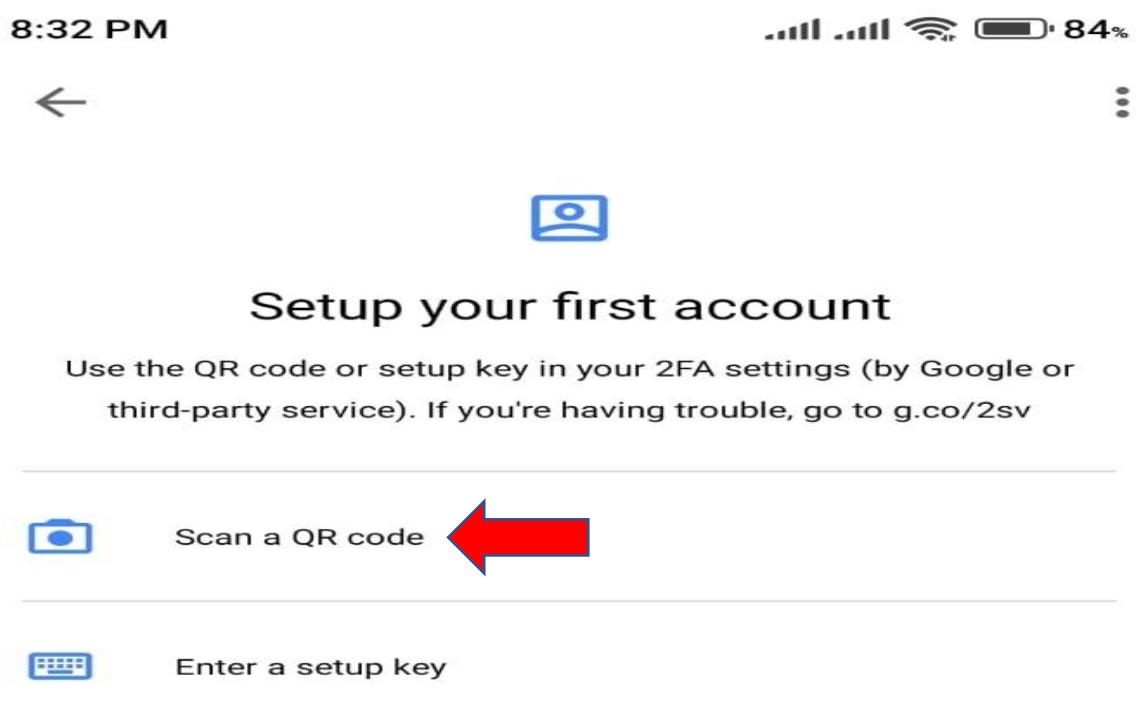 8:32 PM
84%
Setup your first account
Use the QR code or setup key in your 2FA settings (by Google or
third-party service). If you're having trouble, go to g.co/2sv
Scan a QR code
Enter a setup key